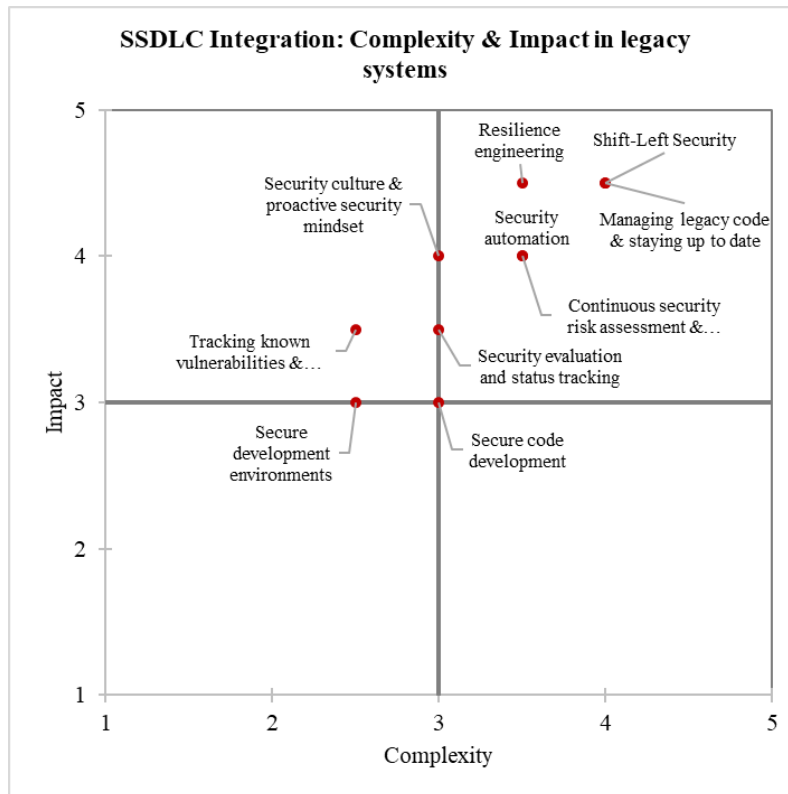 SSDLC Integration: Complexity & Impact in legacy
systems
5
Resilience
engineering
Shift-Left Security
Security culture &
proactive security
mindset
Security
automation
Managing legacy code
& staying up to date
4
Continuous security
risk assessment &…
Tracking known
vulnerabilities &…
Security evaluation
and status tracking
3
Impact
Secure
development
environments
Secure code
development
2
1
1 2 3 4 5
Complexity